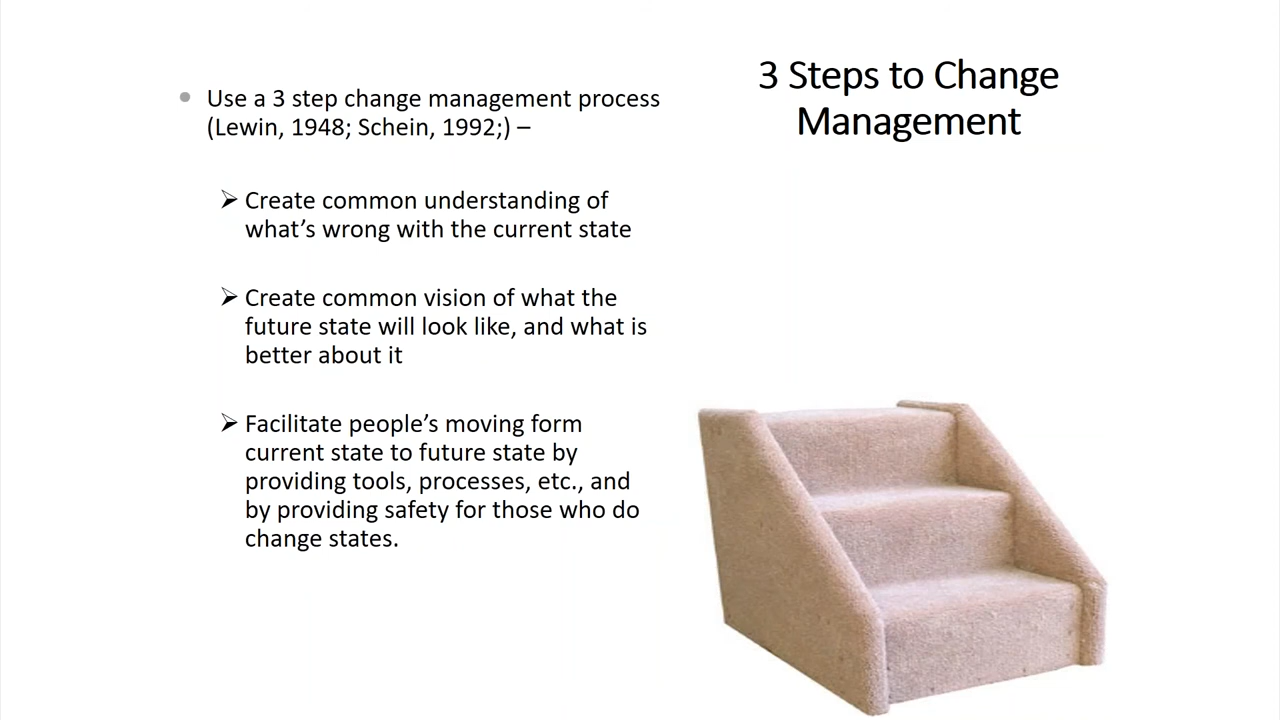 3 Steps to Change
Management
Use a 3 step change management process
(Lewin, 1948; Schein, 1992;) –
Create common understanding of
what’s wrong with the current state
Create common vision of what the
future state will look like, and what is
better about it
Facilitate people’s moving form
current state to future state by
providing tools, processes, etc., and
by providing safety for those who do
change states.